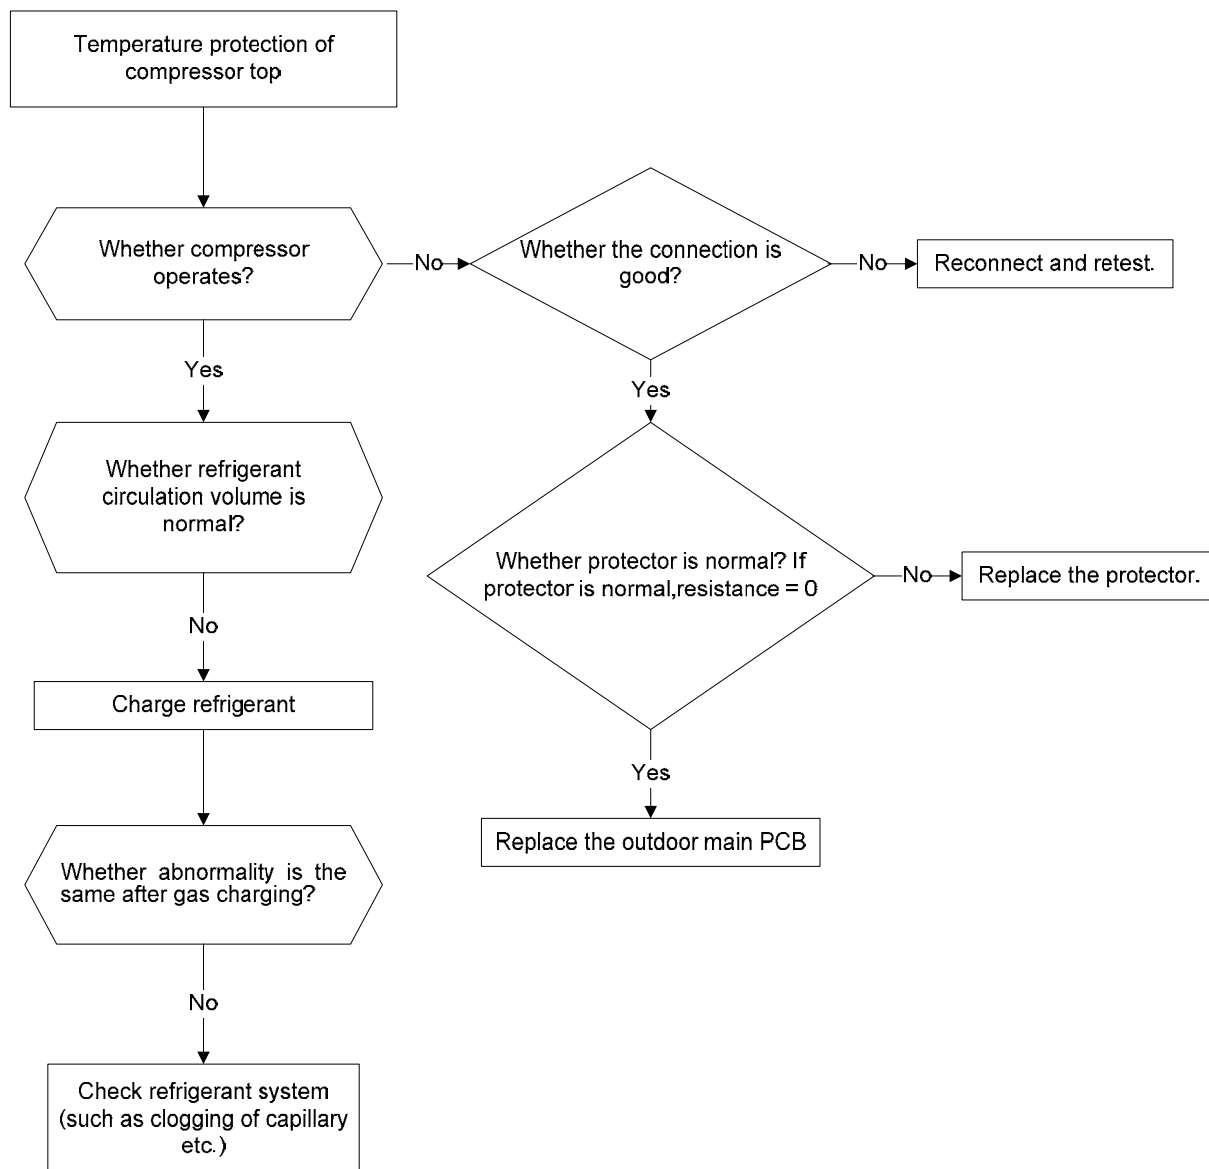 Temperature protection of
compressor top
Whether compressor
operates?
No
Whether the connection is
good?
No
Reconnect and retest.
Yes
Yes
Whether refrigerant
circulation volume is
normal?
Whether protector is normal? If
protector is normal,resistance = 0
No
Replace the protector.
No
Charge refrigerant
Yes
Replace the outdoor main PCB
Whether abnormality is the
same after gas charging?
No
Check refrigerant system
(such as clogging of capillary
etc.)